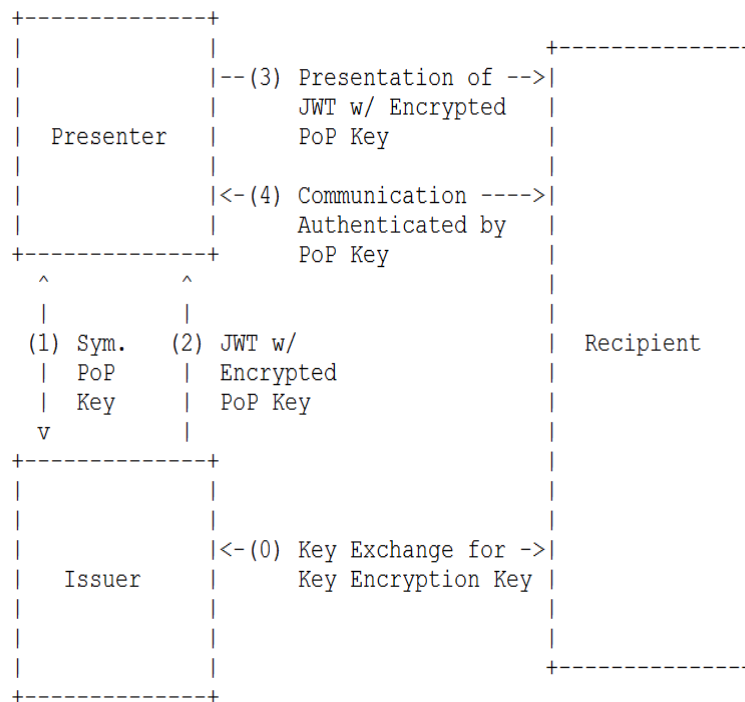 (3) Presentation of
JWT w/ Encrypted
Presenter PoP Key
(4) Communication
Authenticated by
PoP Key
(1) Sym. (2) JWT w/ Recipient
PoP Encrypted
Key PoP Key
(0) Key Exchange for
Issuer Key Encryption Key